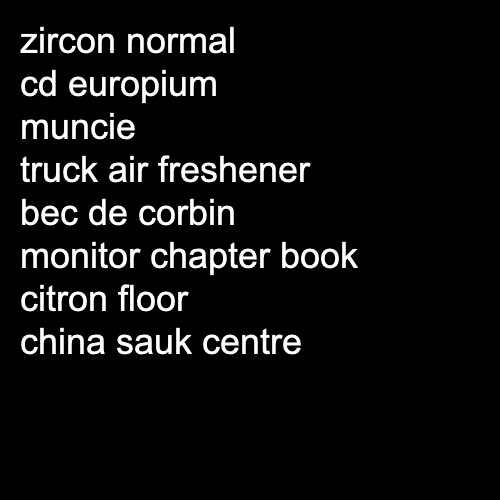 zircon normal
cd europium
muncie
truck air freshener
bec de corbin
monitor chapter book
citron floor
china sauk centre